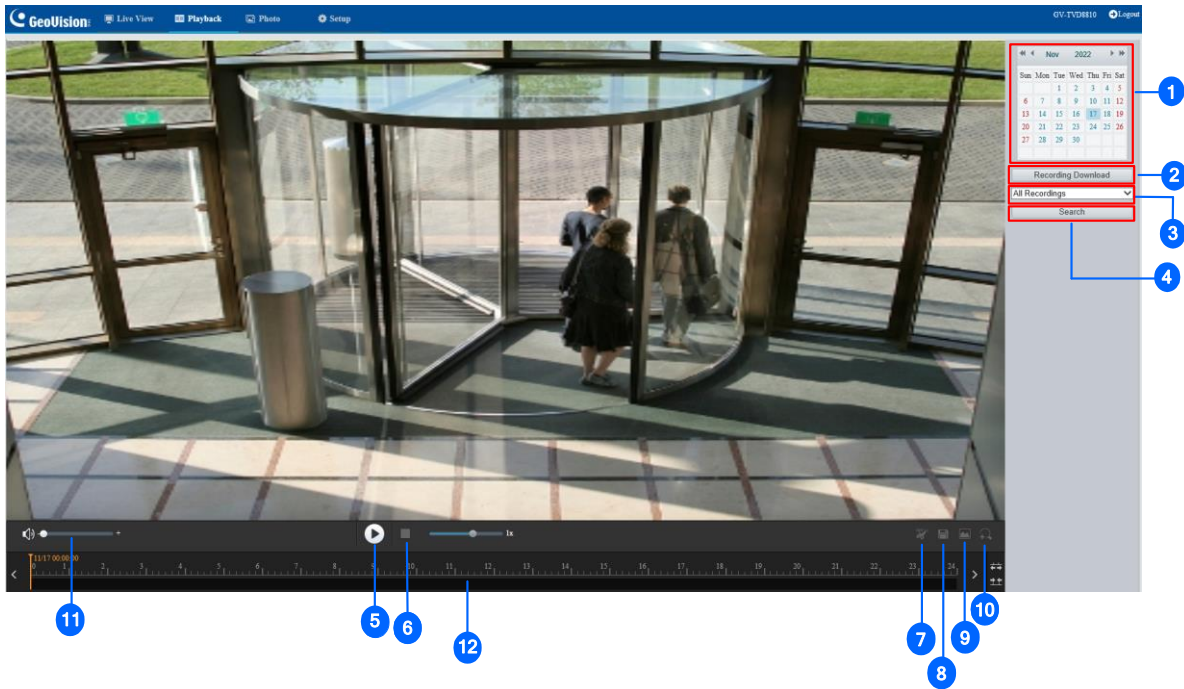 GeoVision: Live View Playback Photo Setup GV-TVD8810 Logout
Nov 2022
Sun Mon Tue Wed Thu Fri Sat
1 2 3 4 5
6 7 8 9 10 11 12
13 14 15 16 17 18 19
20 21 22 23 24 25 26
27 28 29 30
1
Recording Download
2
All Recordings
3
Search
4
+ 1x
11/17 00:00:00
0 1 2 3 4 5 6 7 8 9 10 11 12 13 14 15 16 17 18 19 20 21 22 23 24
11
5
6
12
7
8
9
10